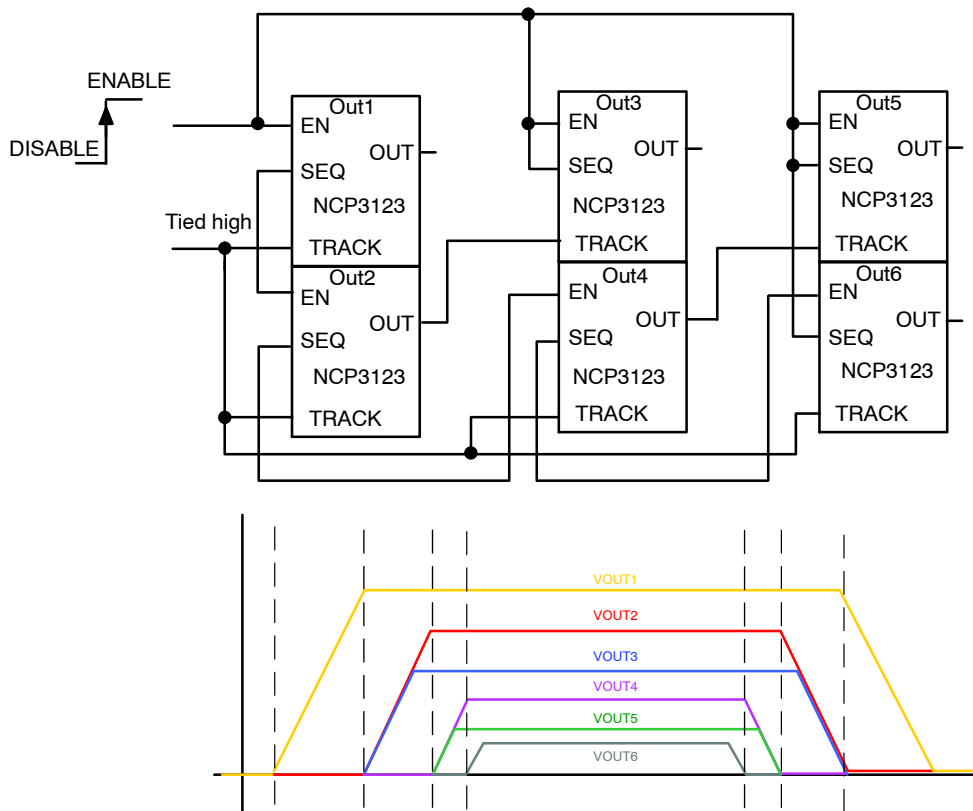 ENABLE
DISABLE
Tied high
Out1
EN
OUT
SEQ
NCP3123
TRACK
Out2
EN
OUT
SEQ
NCP3123
TRACK
Out3
EN
OUT
SEQ
NCP3123
TRACK
Out4
EN
OUT
SEQ
NCP3123
TRACK
Out5
EN
OUT
SEQ
NCP3123
TRACK
Out6
EN
OUT
SEQ
NCP3123
TRACK
VOUT1
VOUT2
VOUT3
VOUT4
VOUT5
VOUT6